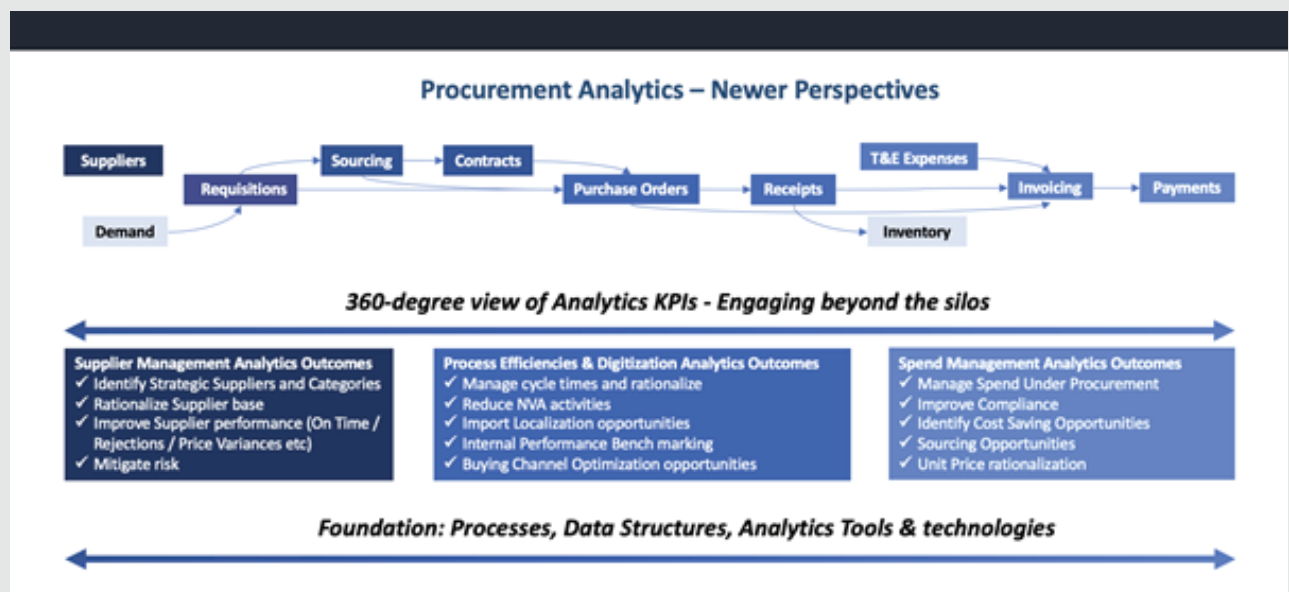 Procurement Analytics – Newer Perspectives
Suppliers
Sourcing
Contracts
T&E Expenses
Requisitions
Purchase Orders
Receipts
Invoicing
Payments
Demand
Inventory
360-degree view of Analytics KPIs - Engaging beyond the silos
Supplier Management Analytics Outcomes
✓ Identify Strategic Suppliers and Categories
✓ Rationalize Supplier base
✓ Improve Supplier performance (On Time /
Rejections / Price Variances etc)
✓ Mitigate risk
Process Efficiencies & Digitization Analytics Outcomes
✓ Manage cycle times and rationalize
✓ Reduce NVA activities
✓ Import Localization opportunities
✓ Internal Performance Bench marking
✓ Buying Channel Optimization opportunities
Spend Management Analytics Outcomes
✓ Manage Spend Under Procurement
✓ Improve Compliance
✓ Identify Cost Saving Opportunities
✓ Sourcing Opportunities
✓ Unit Price rationalization
Foundation: Processes, Data Structures, Analytics Tools & technologies